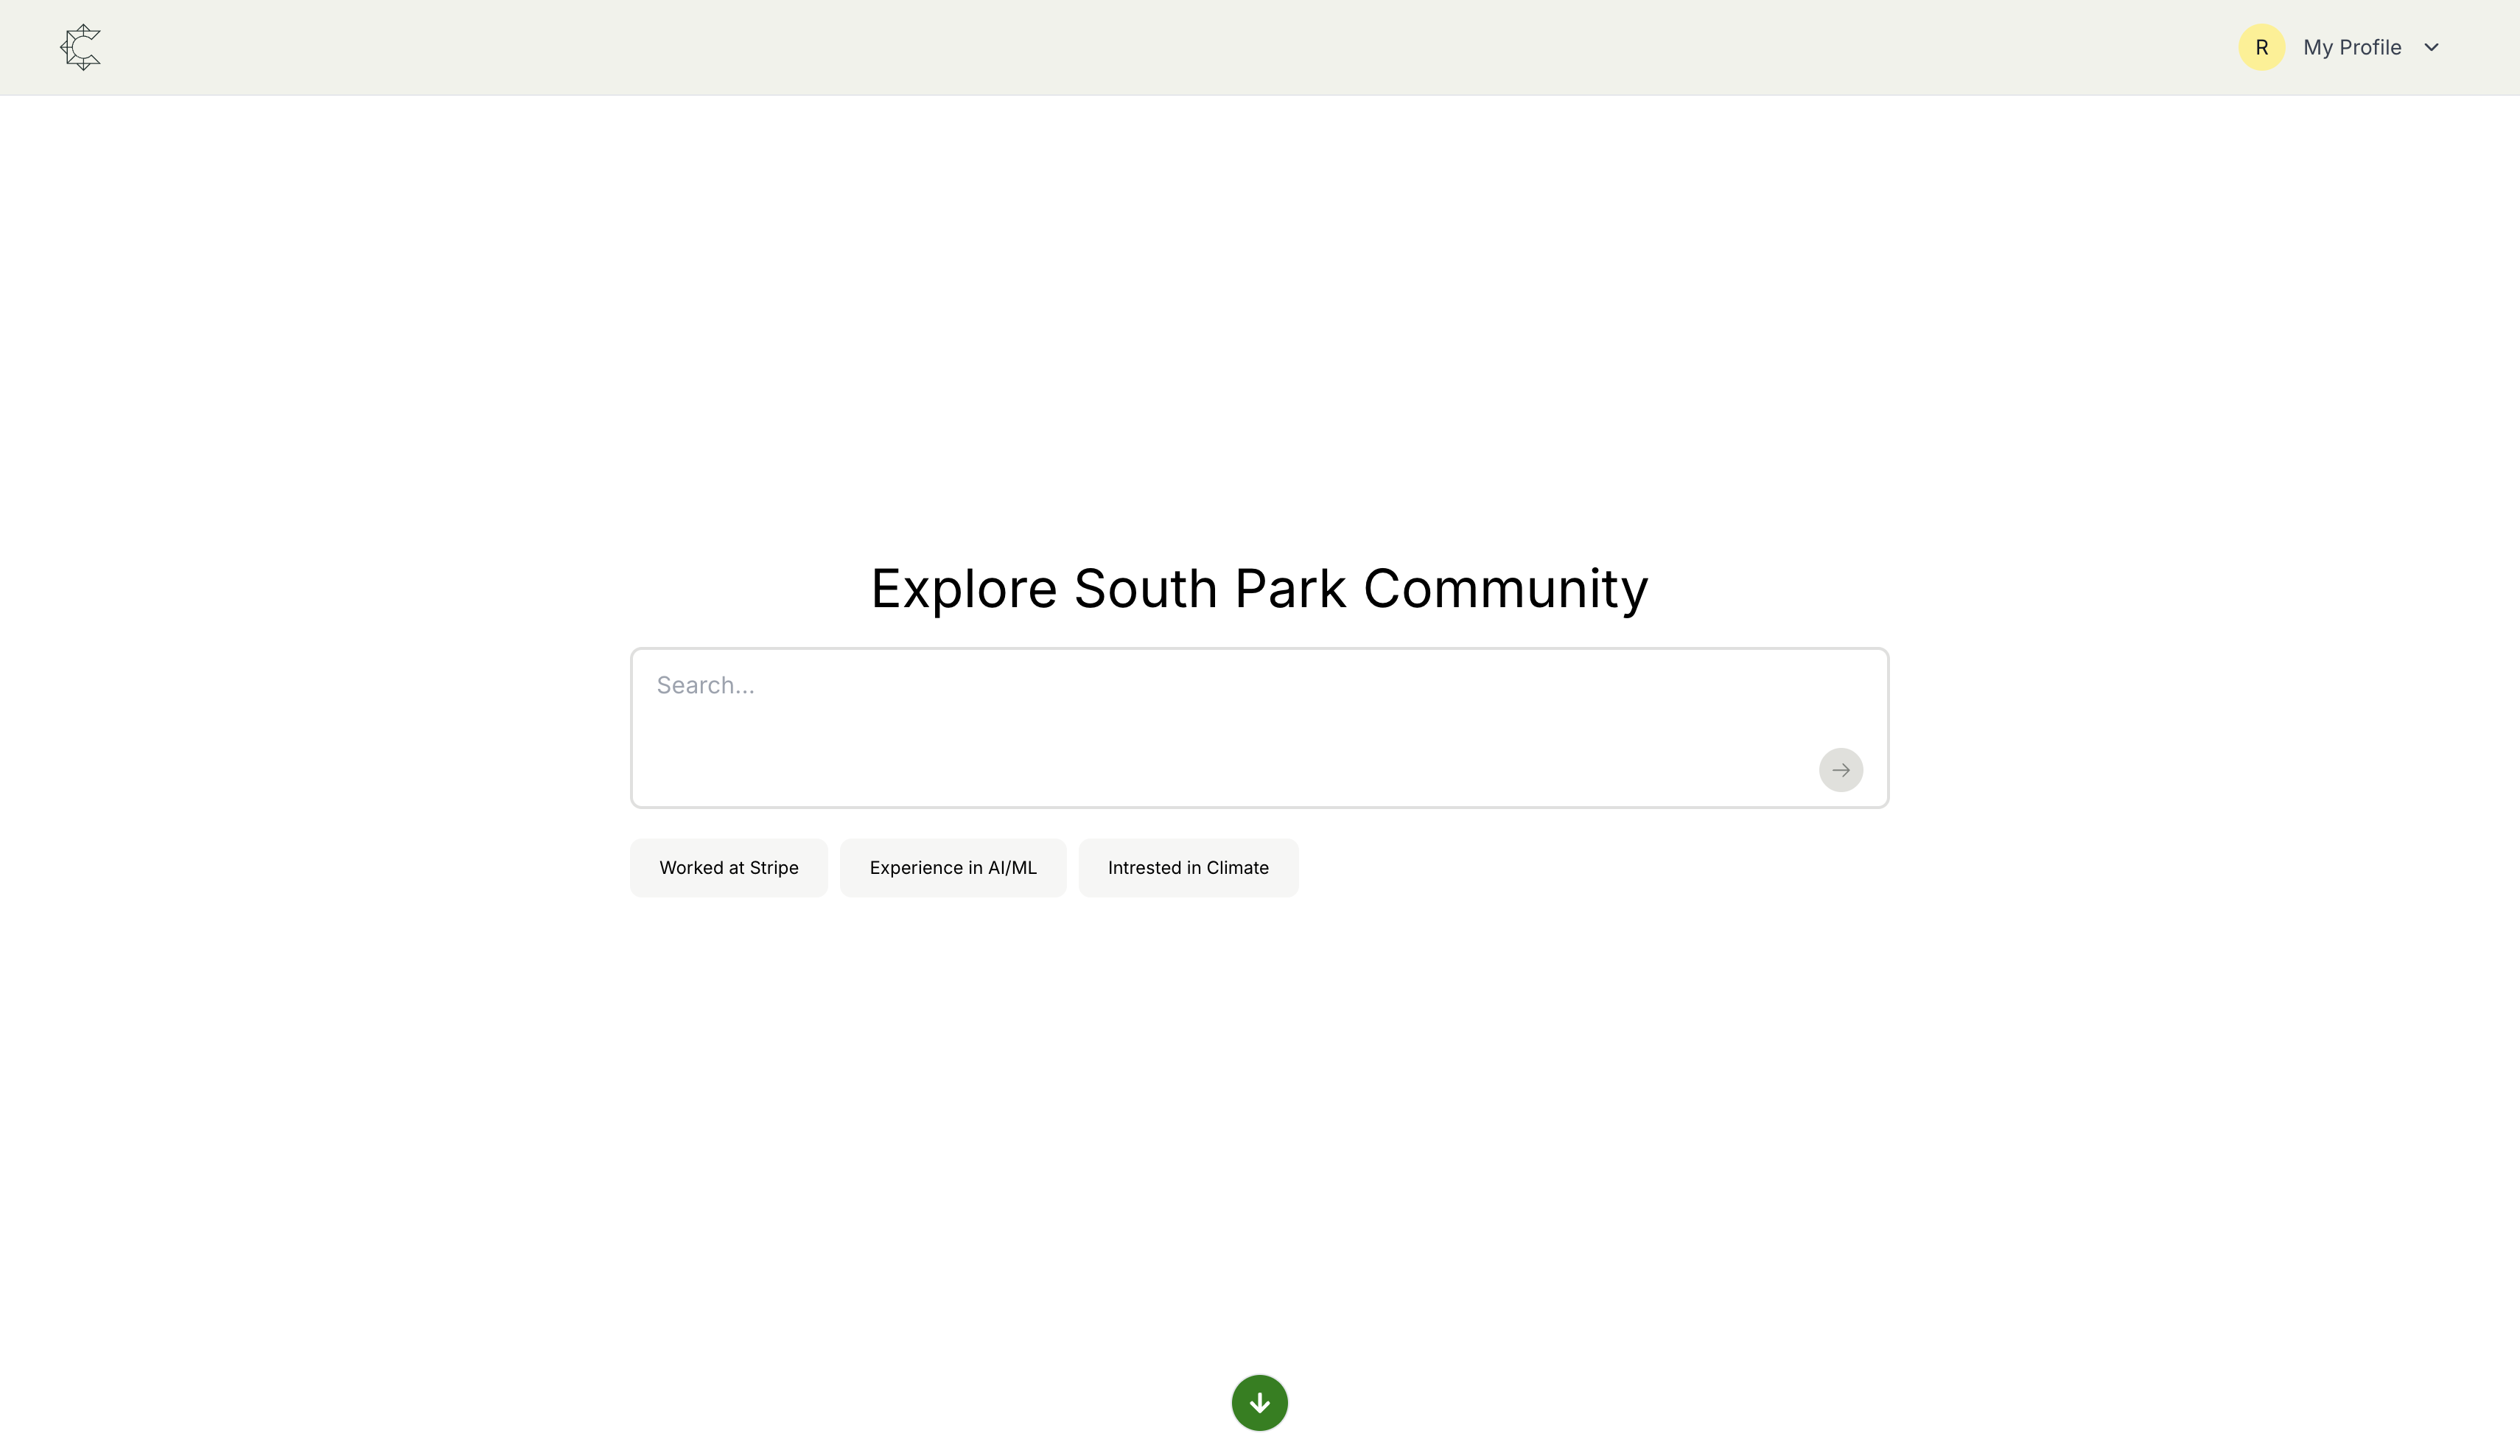 R My Profile
Explore South Park Community
Search...
Worked at Stripe
Experience in AI/ML
Intrested in Climate